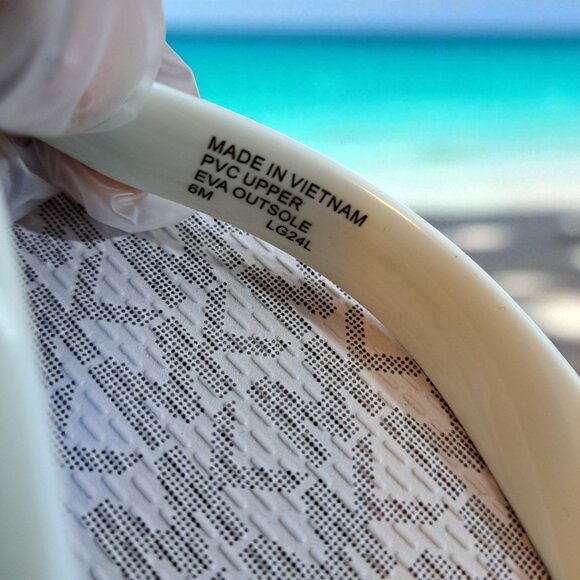 MADE IN VIETNAM
PVC UPPER
EVA OUTSOLE
6M LG24L